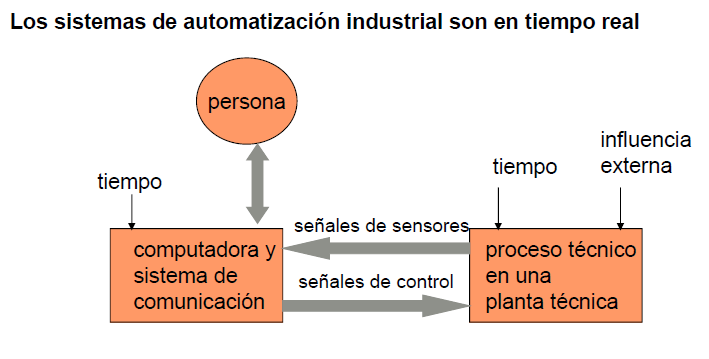 Los sistemas de automatización industrial son en tiempo real
persona
influencia
externa
tiempo
tiempo
señales de sensores
computadora y
sistema de
comunicación
señales de control
proceso técnico
en una
planta técnica